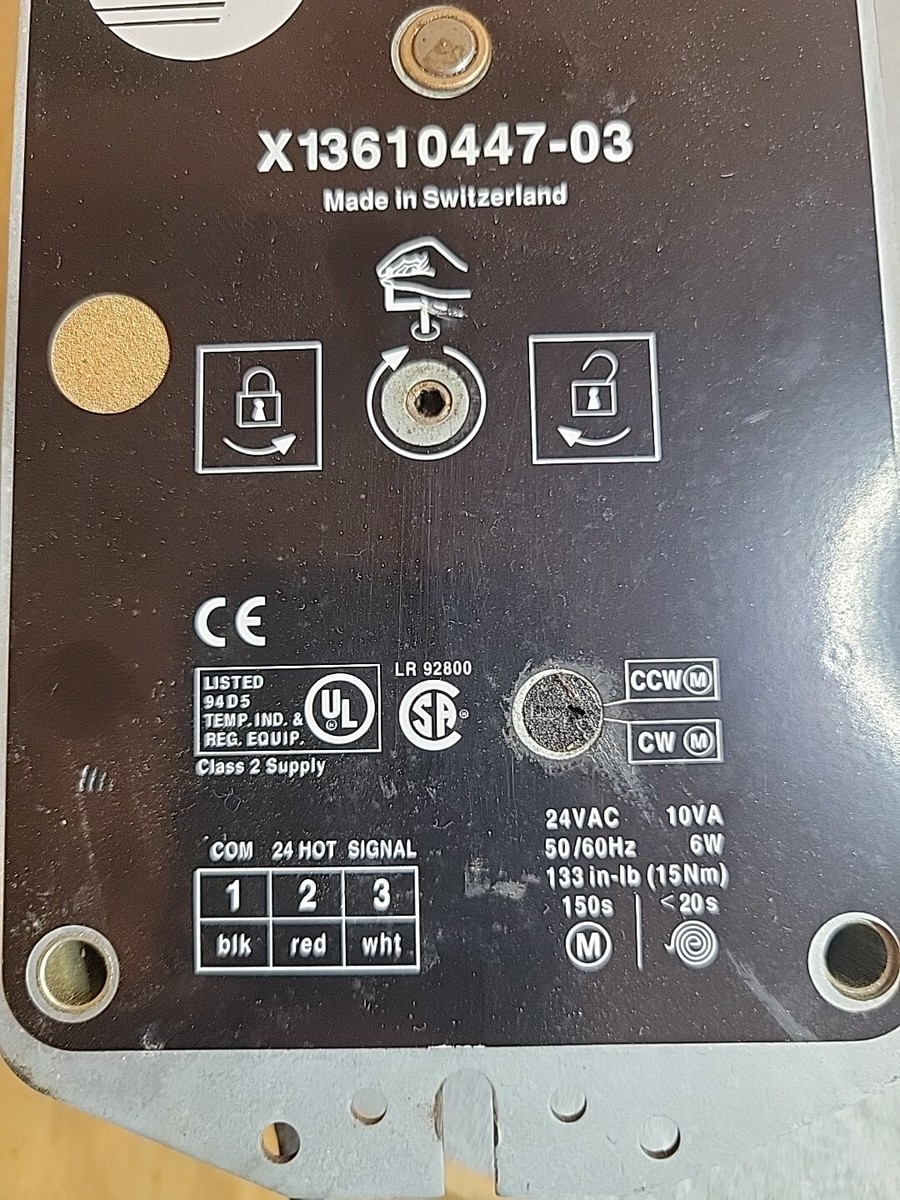 X13610447-03
Made in Switzerland
CE
LISTED
94D5
TEMP. IND. &
REG. EQUIP.
UL
Class 2 Supply
LR 92800
SA
CCW M
CW M
24VAC 10VA
50/60Hz 6W
133 in-lb (15Nm)
150s <20s
M
COM 24 HOT SIGNAL
1 2 3
blk red wht